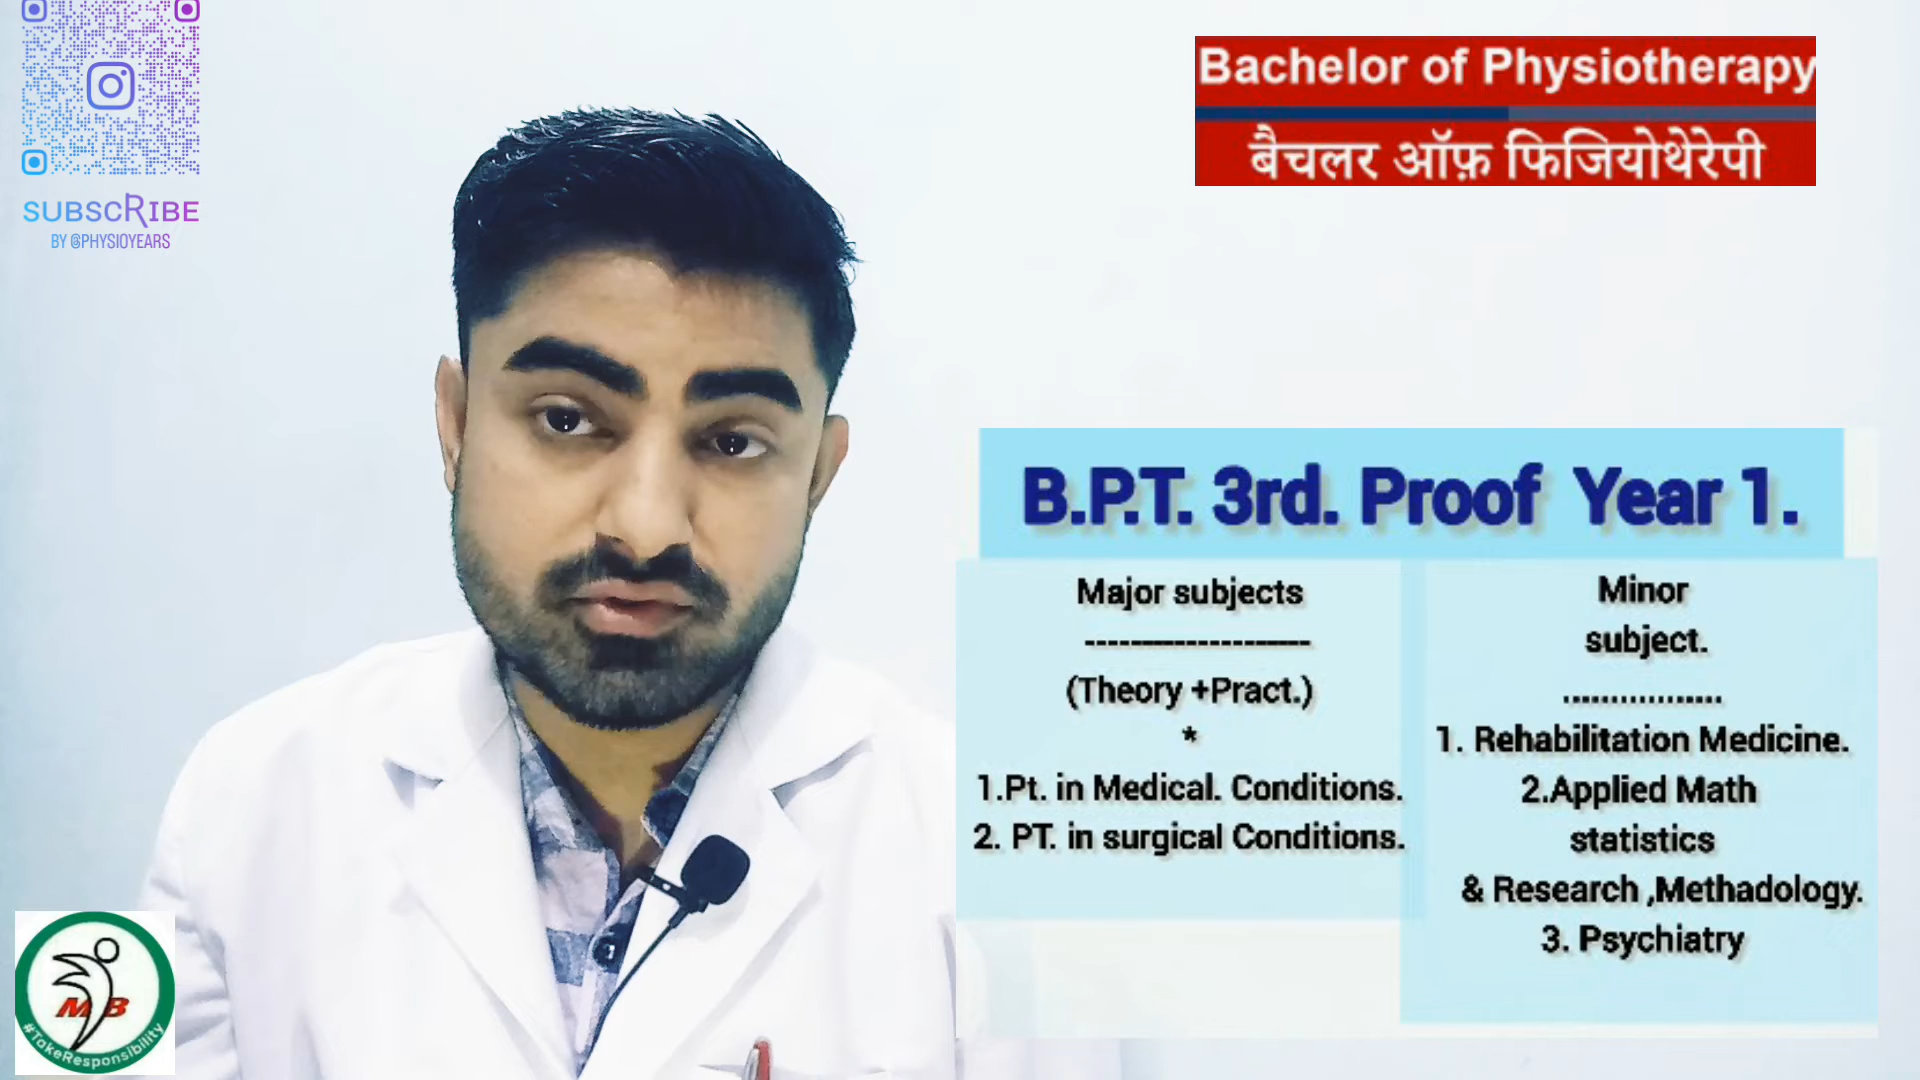 SUBSCRIBE
BY @PHYSIOYEARS
Bachelor of Physiotherapy
बैचलर ऑफ़ फिजियोथेरेपी
B.P.T. 3rd. Proof Year 1.
Major subjects
--------------------
(Theory +Pract.)
*
1.Pt. in Medical. Conditions.
2. PT. in surgical Conditions.
Minor
subject.
.................
1. Rehabilitation Medicine.
2.Applied Math
statistics
& Research ,Methadology.
3. Psychiatry
MB
#TakeResponsibility